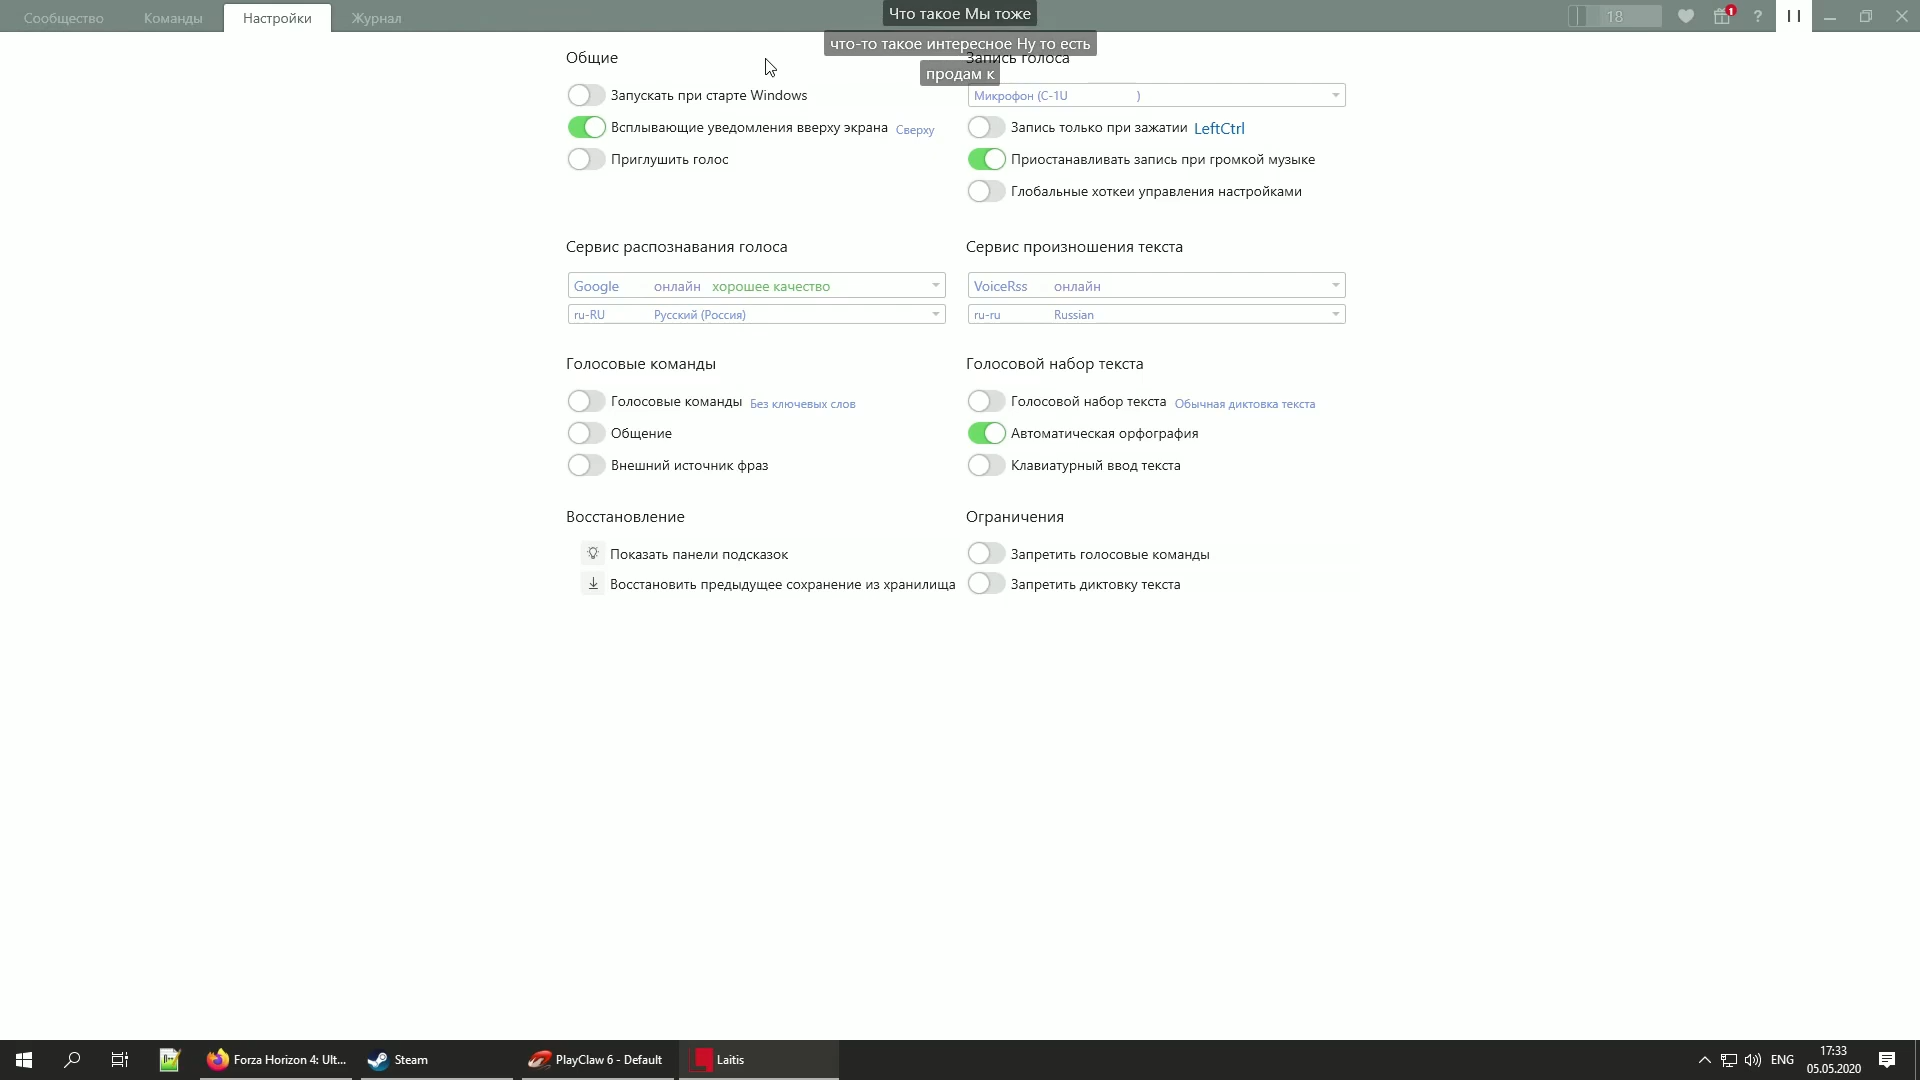 Сообщество Команды Настройки Журнал 18 1 ?
Что такое Мы тоже
что-то такое интересное Ну то есть
продам к
Общие
Запускать при старте Windows
Всплывающие уведомления вверху экрана Сверху
Приглушить голос
Запись голоса
Микрофон (C-1U )
Запись только при зажатии LeftCtrl
Приостанавливать запись при громкой музыке
Глобальные хоткеи управления настройками
Сервис распознавания голоса
Google онлайн хорошее качество
ru-RU Русский (Россия)
Сервис произношения текста
VoiceRss онлайн
ru-ru Russian
Голосовые команды
Голосовые команды Без ключевых слов
Общение
Внешний источник фраз
Голосовой набор текста
Голосовой набор текста Обычная диктовка текста
Автоматическая орфография
Клавиатурный ввод текста
Восстановление
Показать панели подсказок
Восстановить предыдущее сохранение из хранилища
Ограничения
Запретить голосовые команды
Запретить диктовку текста
Forza Horizon 4: Ult... Steam PlayClaw 6 - Default Laitis ENG
17:33
05.05.2020